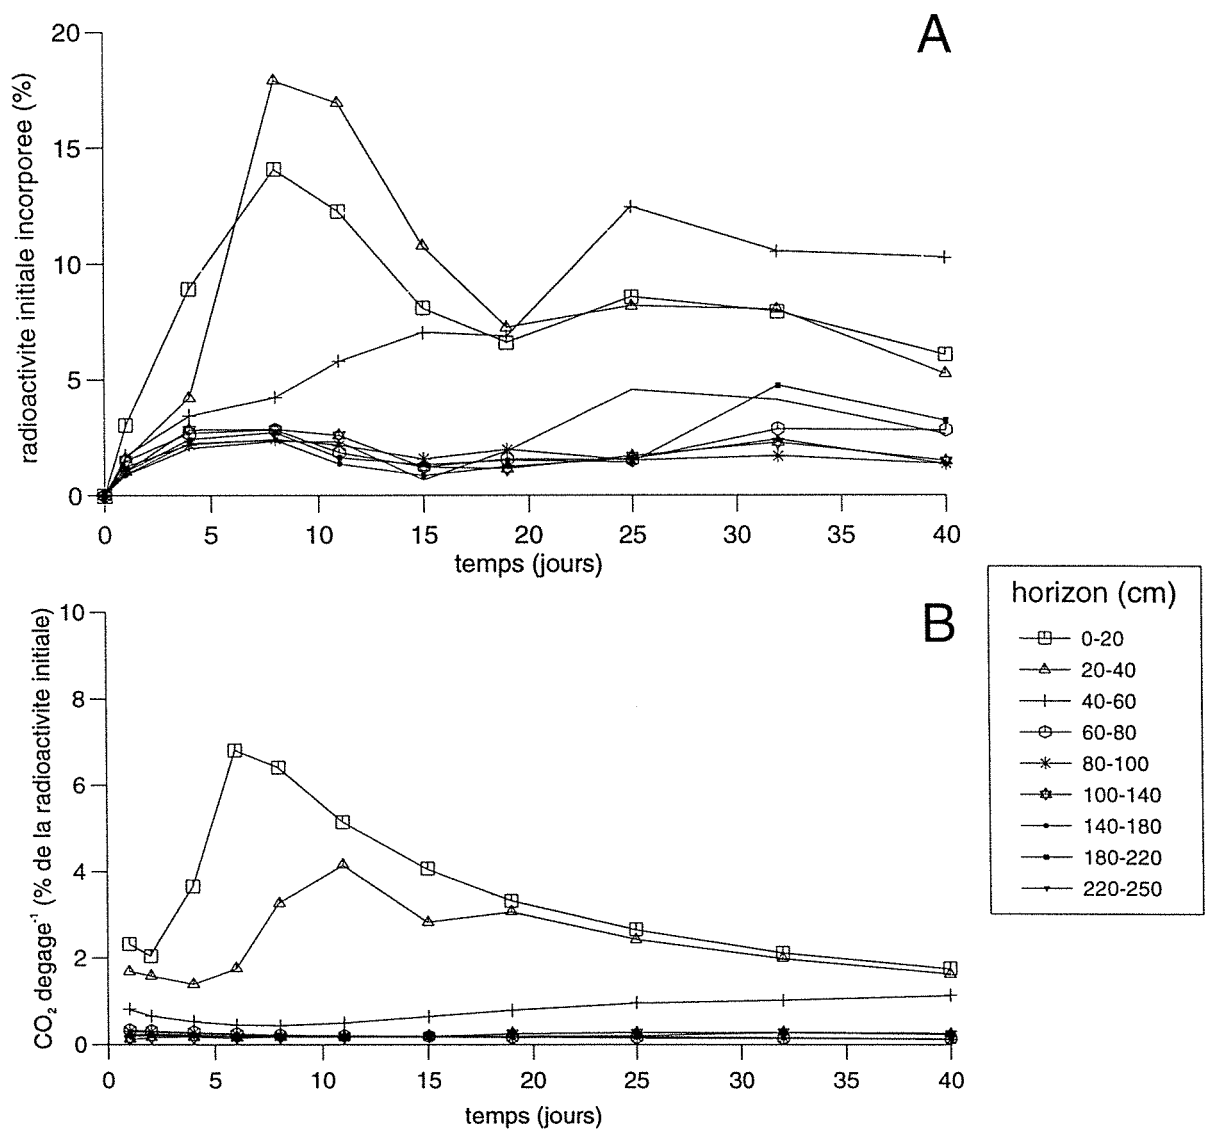 A
20
15
10
5
0
radioactivite initiale incorporee (%)
0 5 10 15 20 25 30 35 40
temps (jours)
B
10
8
6
4
2
0
CO₂ degage⁻¹ (% de la radioactivite initiale)
0 5 10 15 20 25 30 35 40
temps (jours)
horizon (cm)
0-20
20-40
40-60
60-80
80-100
100-140
140-180
180-220
220-250